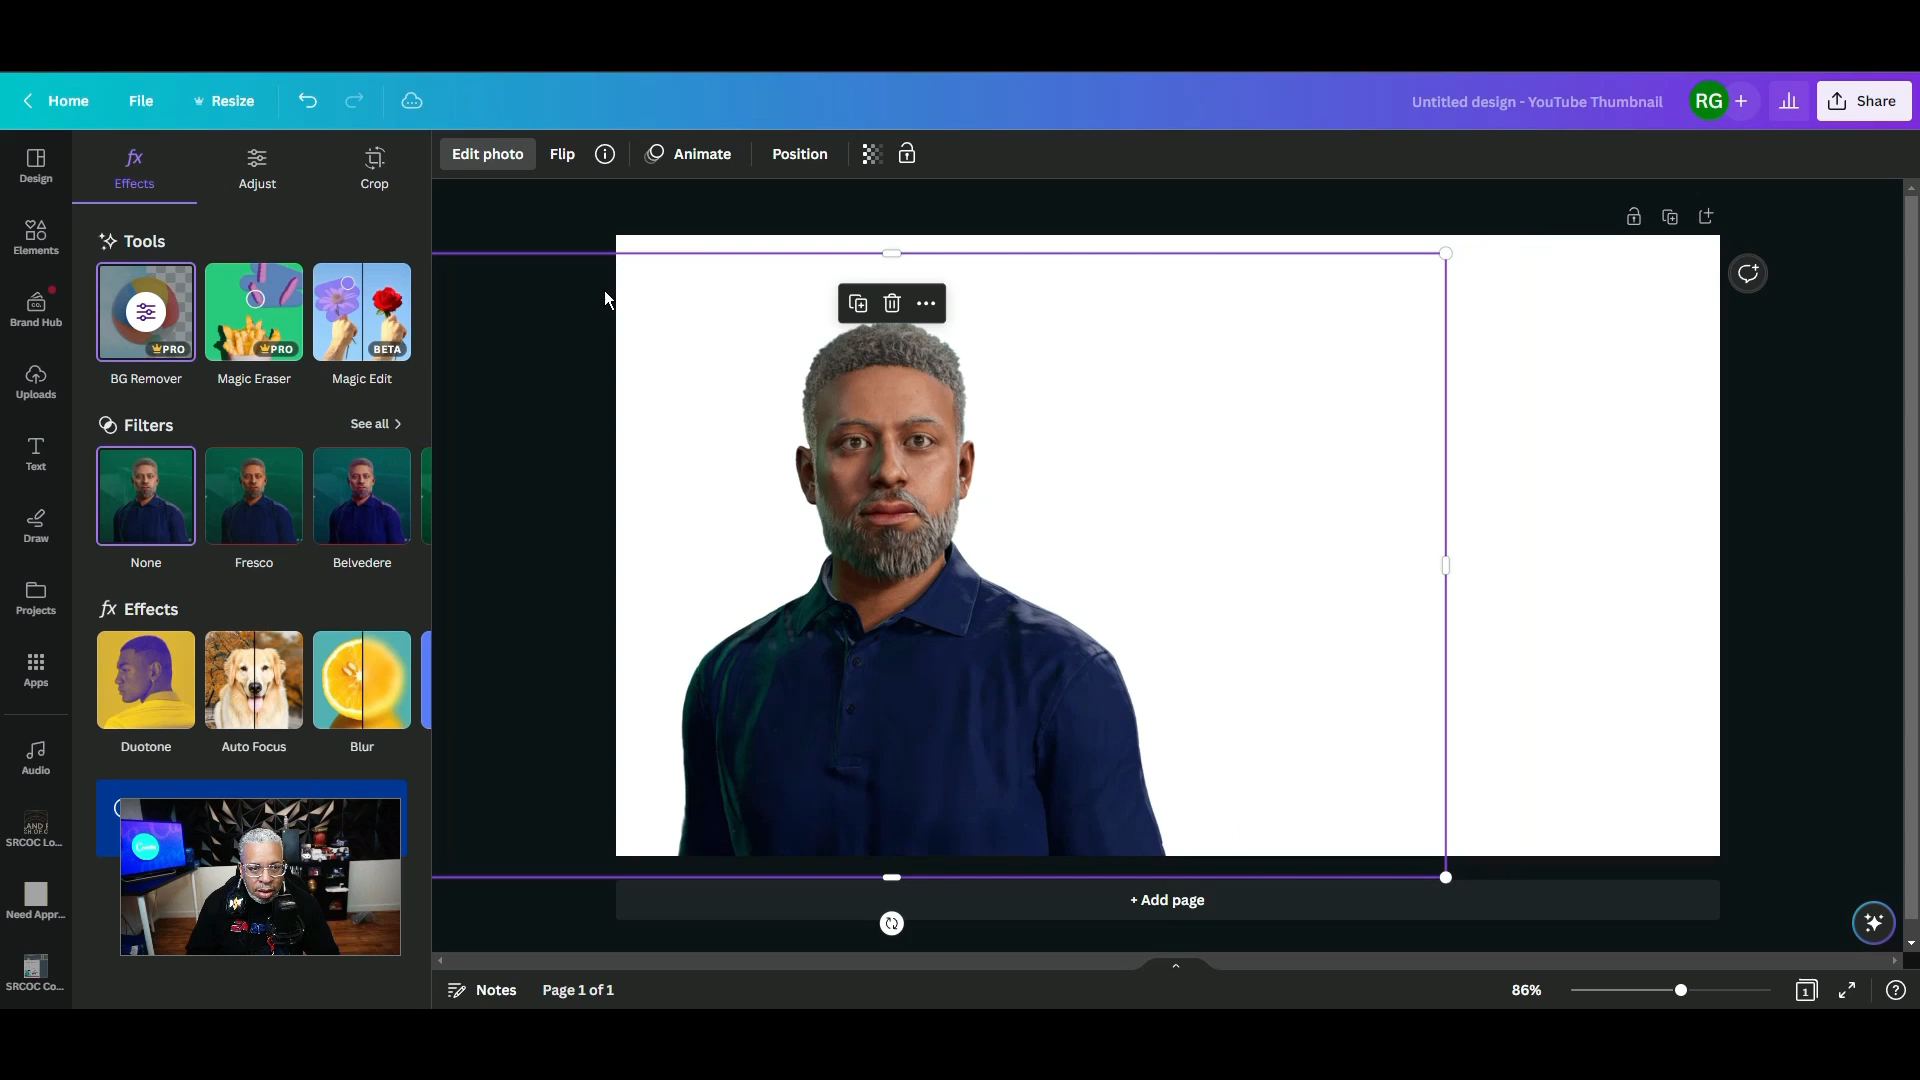 Home
File
Resize
Untitled design - YouTube Thumbnail
RG
Share
Design
Elements
Brand Hub
Uploads
Text
Draw
Projects
Apps
Audio
SRCOC Lo...
Need Appr...
SRCOC Co...
Effects
Adjust
Crop
Edit photo
Flip
Animate
Position
Tools
PRO
PRO
BETA
BG Remover
Magic Eraser
Magic Edit
Filters
See all
None
Fresco
Belvedere
fx Effects
Duotone
Auto Focus
Blur
+ Add page
Notes
Page 1 of 1
86%
1